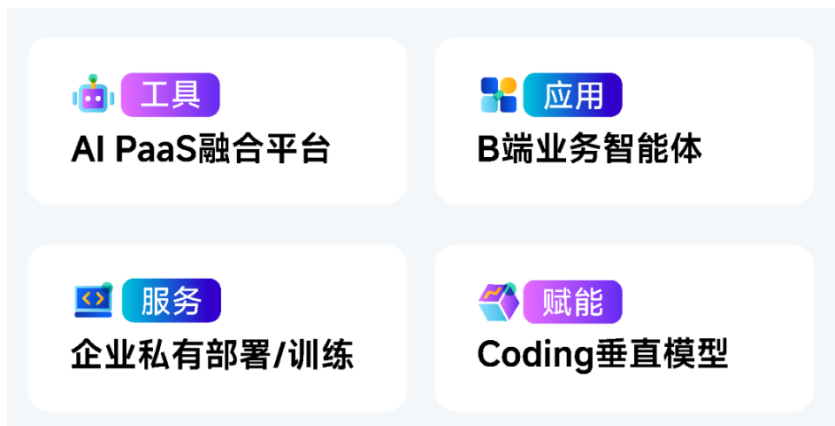 工具
AI PaaS融合平台
应用
B端业务智能体
服务
企业私有部署/训练
赋能
Coding垂直模型